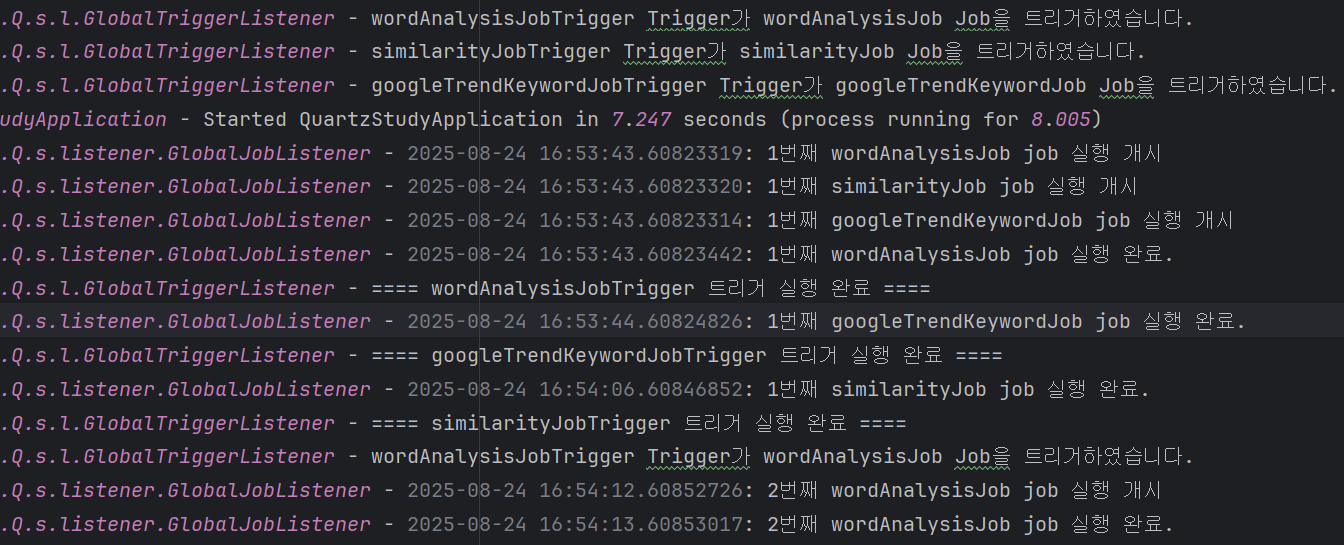 .Q.s.l.GlobalTriggerListener - wordAnalysisJobTrigger Trigger가 wordAnalysisJob Job을 트리거하였습니다.
.Q.s.l.GlobalTriggerListener - similarityJobTrigger Trigger가 similarityJob Job을 트리거하였습니다.
.Q.s.l.GlobalTriggerListener - googleTrendKeywordJobTrigger Trigger가 googleTrendKeywordJob Job을 트리거하였습니다.
udyApplication - Started QuartzStudyApplication in 7.247 seconds (process running for 8.005)
.Q.s.listener.GlobalJobListener - 2025-08-24 16:53:43.60823319: 1번째 wordAnalysisJob job 실행 개시
.Q.s.listener.GlobalJobListener - 2025-08-24 16:53:43.60823320: 1번째 similarityJob job 실행 개시
.Q.s.listener.GlobalJobListener - 2025-08-24 16:53:43.60823314: 1번째 googleTrendKeywordJob job 실행 개시
.Q.s.listener.GlobalJobListener - 2025-08-24 16:53:43.60823442: 1번째 wordAnalysisJob job 실행 완료.
.Q.s.l.GlobalTriggerListener - ==== wordAnalysisJobTrigger 트리거 실행 완료 ====
.Q.s.listener.GlobalJobListener - 2025-08-24 16:53:44.60824826: 1번째 googleTrendKeywordJob job 실행 완료.
.Q.s.l.GlobalTriggerListener - ==== googleTrendKeywordJobTrigger 트리거 실행 완료 ====
.Q.s.listener.GlobalJobListener - 2025-08-24 16:54:06.60846852: 1번째 similarityJob job 실행 완료.
.Q.s.l.GlobalTriggerListener - ==== similarityJobTrigger 트리거 실행 완료 ====
.Q.s.l.GlobalTriggerListener - wordAnalysisJobTrigger Trigger가 wordAnalysisJob Job을 트리거하였습니다.
.Q.s.listener.GlobalJobListener - 2025-08-24 16:54:12.60852726: 2번째 wordAnalysisJob job 실행 개시
.Q.s.listener.GlobalJobListener - 2025-08-24 16:54:13.60853017: 2번째 wordAnalysisJob job 실행 완료.